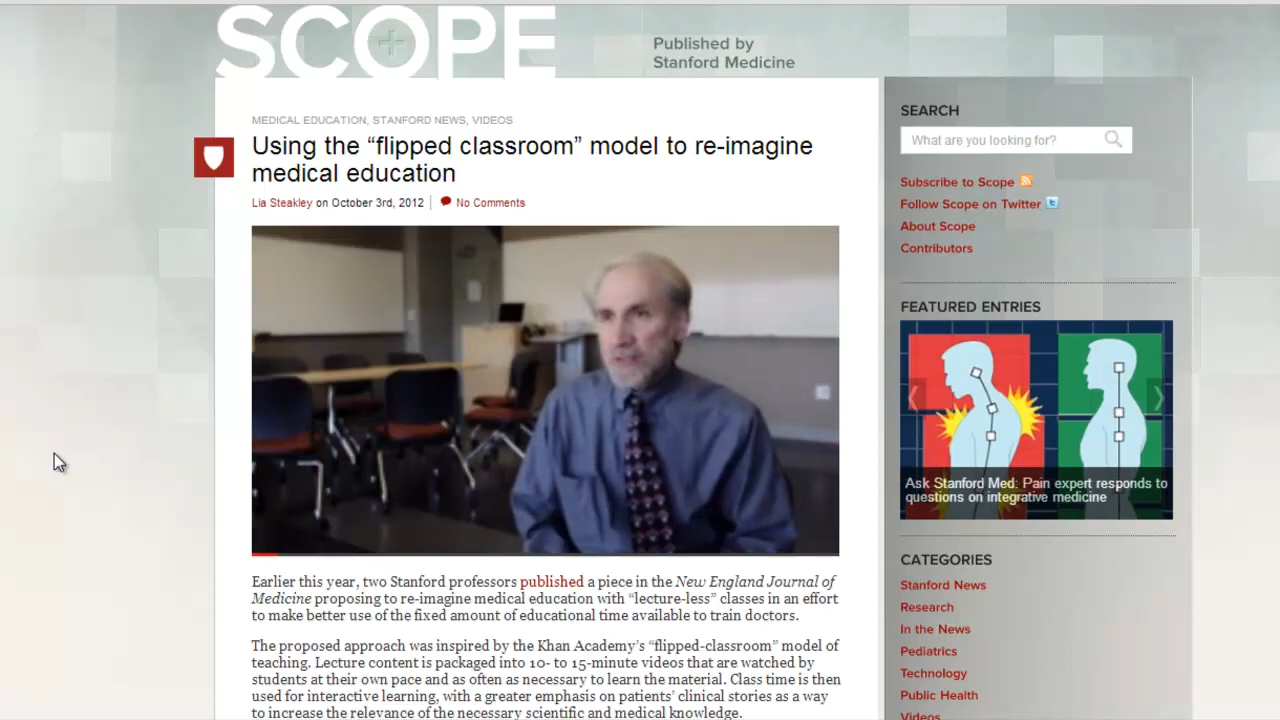 SCOPE
Published by
Stanford Medicine
MEDICAL EDUCATION, STANFORD NEWS, VIDEOS
Using the “flipped classroom” model to re-imagine
medical education
Lia Steakley on October 3rd, 2012 | No Comments
Earlier this year, two Stanford professors published a piece in the New England Journal of
Medicine proposing to re-imagine medical education with “lecture-less” classes in an effort
to make better use of the fixed amount of educational time available to train doctors.
The proposed approach was inspired by the Khan Academy’s “flipped-classroom” model of
teaching. Lecture content is packaged into 10- to 15-minute videos that are watched by
students at their own pace and as often as necessary to learn the material. Class time is then
used for interactive learning, with a greater emphasis on patients’ clinical stories as a way
to increase the relevance of the necessary scientific and medical knowledge.
SEARCH
What are you looking for?
Subscribe to Scope
Follow Scope on Twitter
About Scope
Contributors
FEATURED ENTRIES
Ask Stanford Med: Pain expert responds to
questions on integrative medicine
CATEGORIES
Stanford News
Research
In the News
Pediatrics
Technology
Public Health
Videos